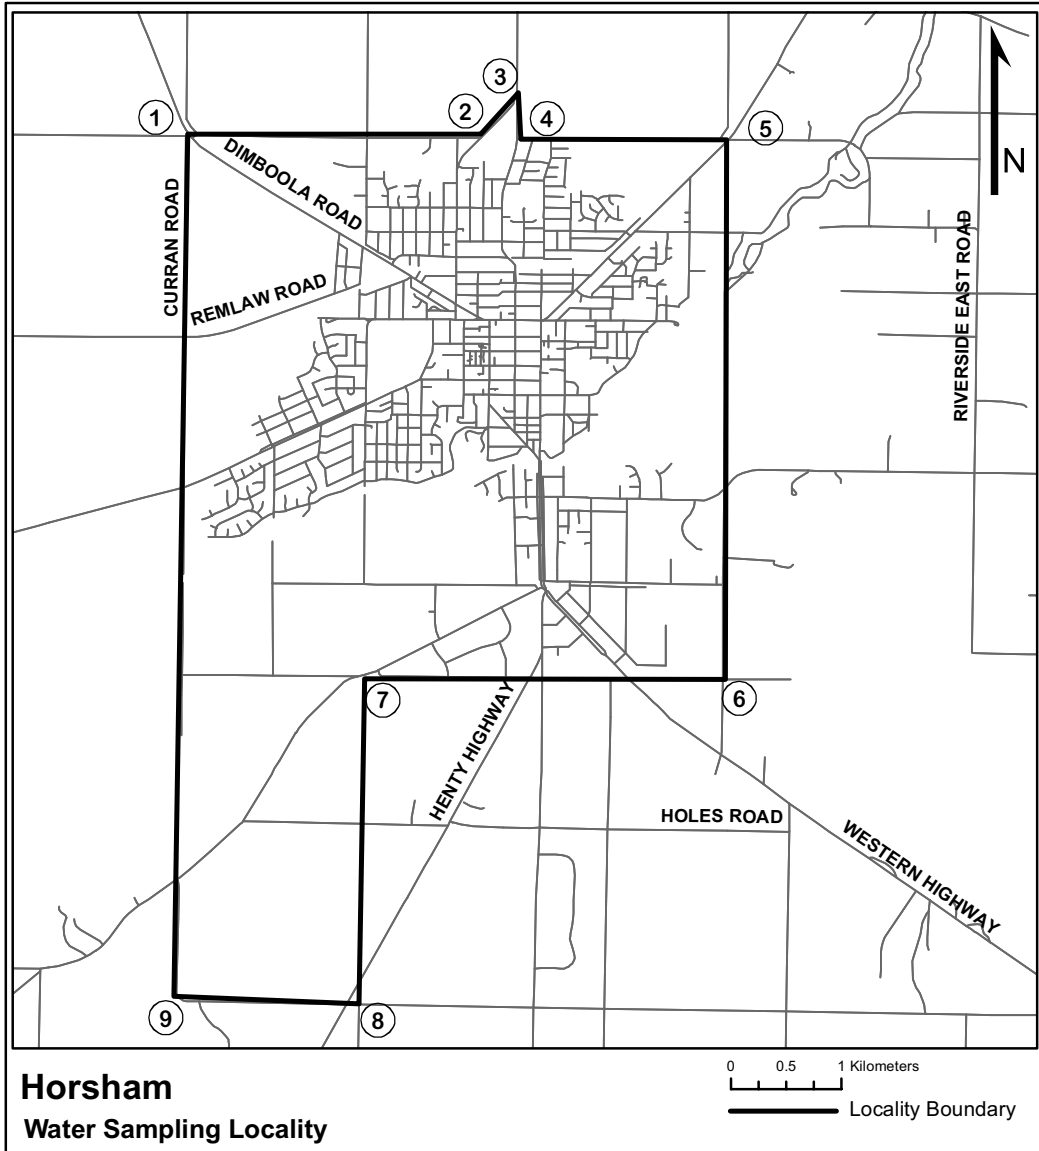 3
2
4
1
5
DIMBOOLA ROAD
N
CURRAN ROAD
REMLAW ROAD
RIVERSIDE EAST ROAD
7
6
HENTY HIGHWAY
HOLES ROAD
WESTERN HIGHWAY
9
8
0 0.5 1 Kilometers
Horsham
Locality Boundary
Water Sampling Locality